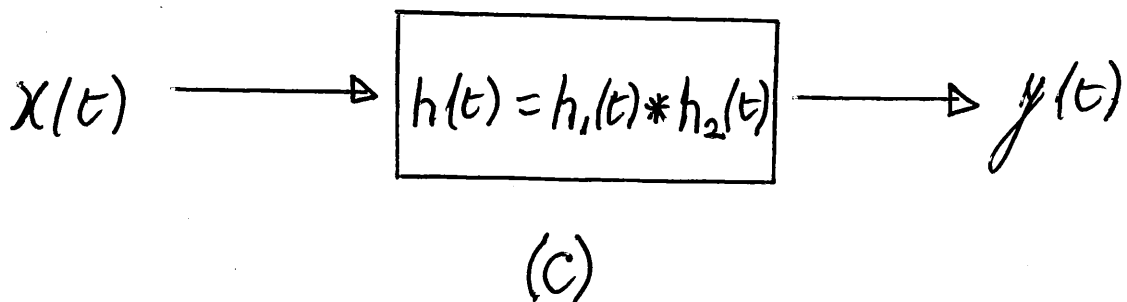 x(t) h(t) = h₁(t) * h₂(t) y(t)
(C)